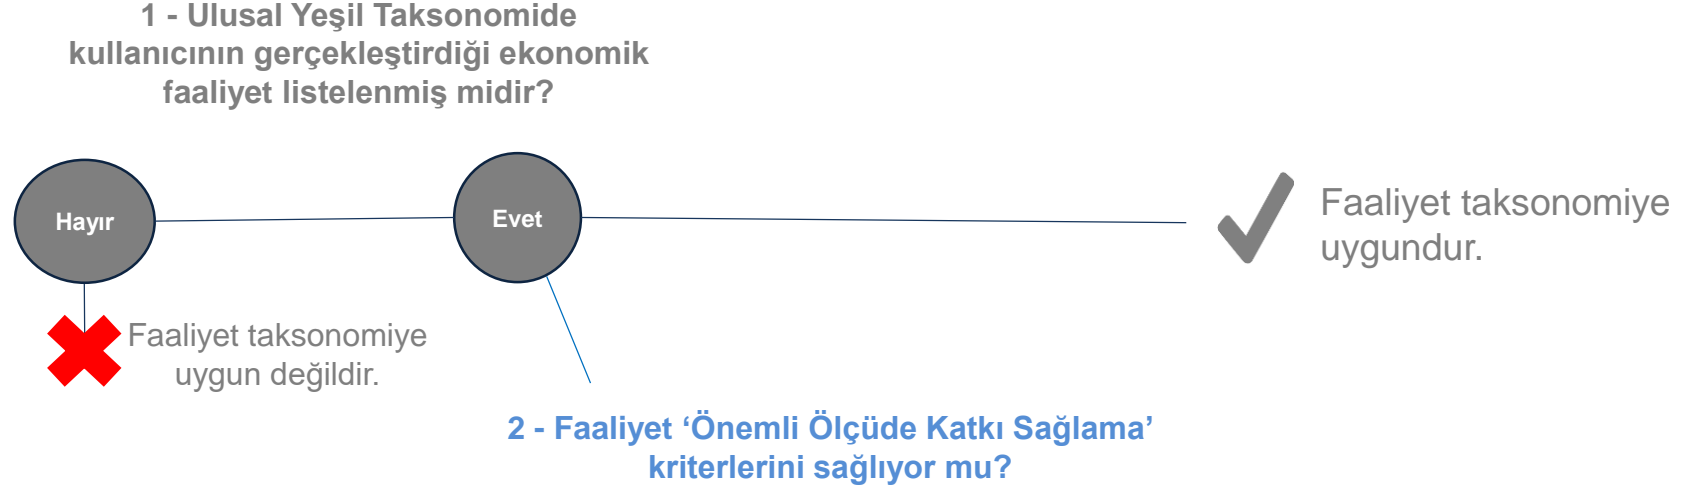 1 - Ulusal Yeşil Taksonomide
kullanıcının gerçekleştirdiği ekonomik
faaliyet listelenmiş midir?
Hayır
Evet
Faaliyet taksonomiye
uygundur.
Faaliyet taksonomiye
uygun değildir.
2 - Faaliyet ‘Önemli Ölçüde Katkı Sağlama’
kriterlerini sağlıyor mu?